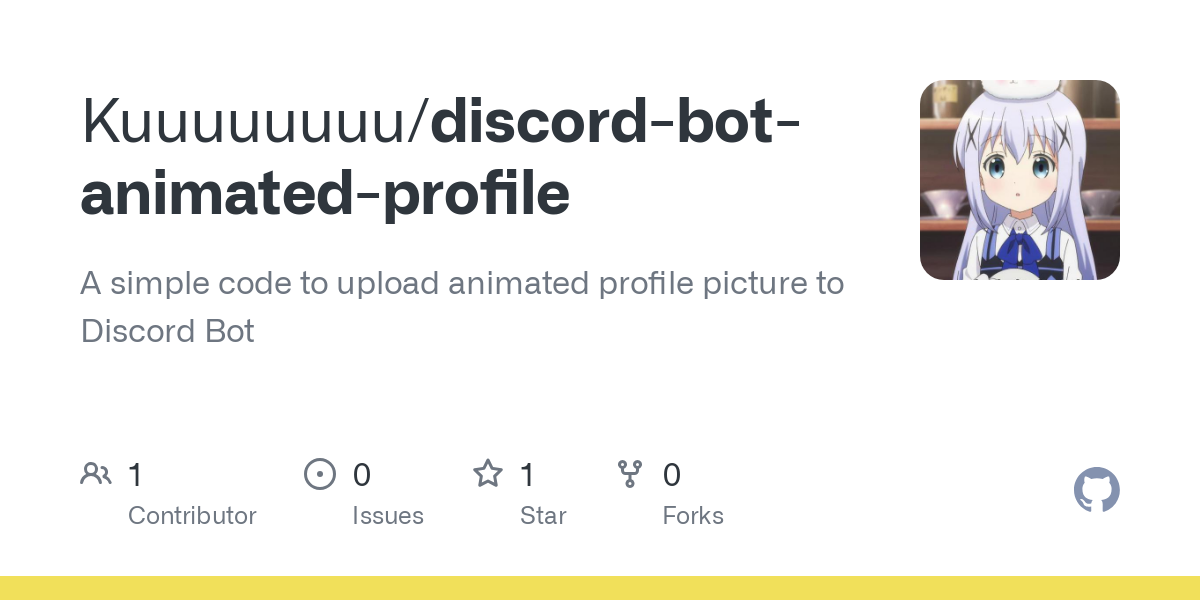 Kuuuuuuuu/discord-bot-
animated-profile
A simple code to upload animated profile picture to
Discord Bot
1
Contributor
0
Issues
1
Star
0
Forks